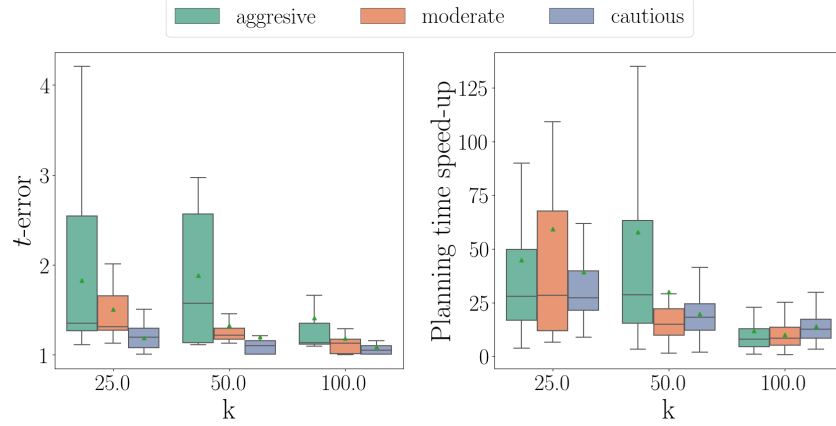 aggresive moderate cautious
t-error
4
3
2
1
25.0 50.0 100.0
k
Planning time speed-up
125
100
75
50
25
0
25.0 50.0 100.0
k